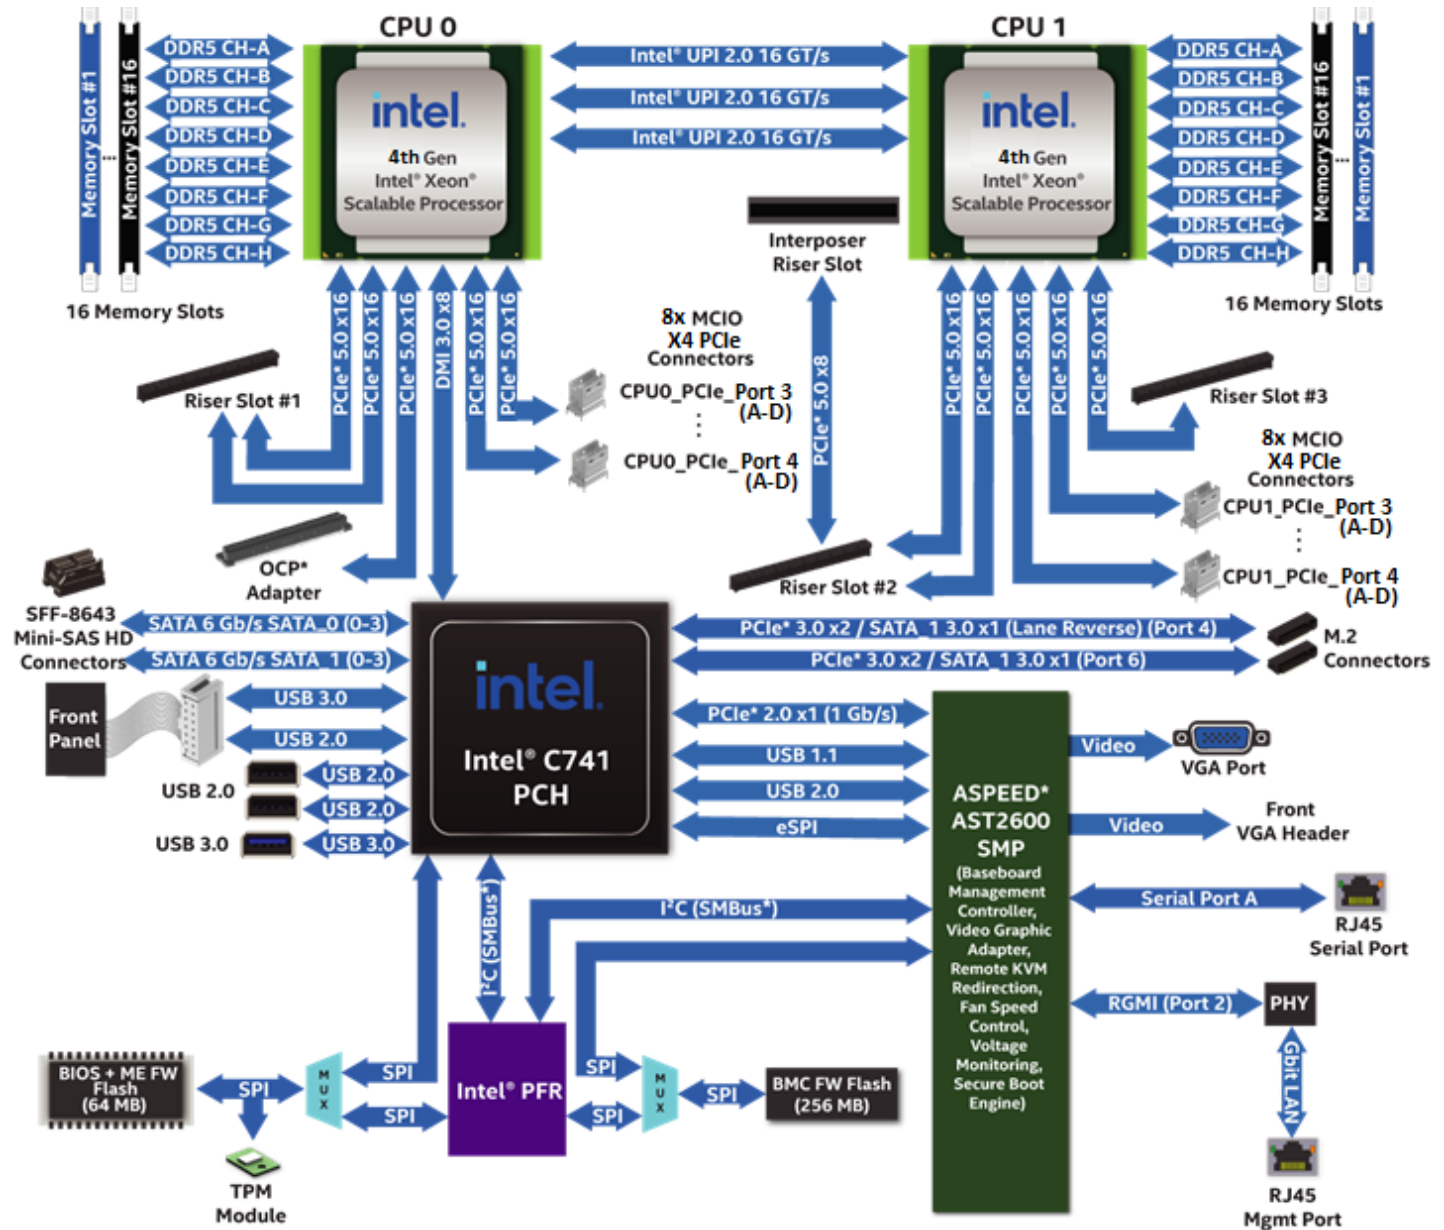 CPU 0
CPU 1
Memory Slot #1
...
Memory Slot #16
DDR5 CH-A
DDR5 CH-B
DDR5 CH-C
DDR5 CH-D
DDR5 CH-E
DDR5 CH-F
DDR5 CH-G
DDR5 CH-H
16 Memory Slots
intel.
4th Gen
Intel® Xeon®
Scalable Processor
Intel® UPI 2.0 16 GT/s
Intel® UPI 2.0 16 GT/s
Intel® UPI 2.0 16 GT/s
Interposer
Riser Slot
intel.
4th Gen
Intel® Xeon®
Scalable Processor
DDR5 CH-A
DDR5 CH-B
DDR5 CH-C
DDR5 CH-D
DDR5 CH-E
DDR5 CH-F
DDR5 CH-G
DDR5 CH-H
Memory Slot #16
...
Memory Slot #1
16 Memory Slots
PCIe* 5.0 x16
PCIe* 5.0 x16
PCIe* 5.0 x16
DMI 3.0 x8
PCIe* 5.0 x16
PCIe* 5.0 x16
Riser Slot #1
8x MCIO
X4 PCIe
Connectors
CPU0_PCIe_Port 3
(A-D)
CPU0_PCIe_Port 4
(A-D)
PCIe* 5.0 x8
PCIe* 5.0 x16
PCIe* 5.0 x16
PCIe* 5.0 x16
PCIe* 5.0 x16
PCIe* 5.0 x16
Riser Slot #3
8x MCIO
X4 PCIe
Connectors
CPU1_PCIe_Port 3
(A-D)
CPU1_PCIe_Port 4
(A-D)
OCP*
Adapter
Riser Slot #2
SFF-8643
Mini-SAS HD
Connectors
SATA 6 Gb/s SATA_0 (0-3)
SATA 6 Gb/s SATA_1 (0-3)
PCIe* 3.0 x2 / SATA_1 3.0 x1 (Lane Reverse) (Port 4)
PCIe* 3.0 x2 / SATA_1 3.0 x1 (Port 6)
M.2
Connectors
Front
Panel
USB 3.0
USB 2.0
USB 2.0
USB 2.0
USB 2.0
USB 3.0
USB 3.0
intel.
Intel® C741
PCH
PCIe* 2.0 x1 (1 Gb/s)
USB 1.1
USB 2.0
eSPI
ASPEED*
AST2600
SMP
(Baseboard
Management
Controller,
Video Graphic
Adapter,
Remote KVM
Redirection,
Fan Speed
Control,
Voltage
Monitoring,
Secure Boot
Engine)
Video
VGA Port
Video
Front
VGA Header
Serial Port A
RJ45
Serial Port
RGMI (Port 2)
PHY
Gbit LAN
RJ45
Mgmt Port
I²C (SMBus*)
I²C (SMBus*)
BIOS + ME FW
Flash
(64 MB)
SPI
MUX
SPI
SPI
Intel® PFR
SPI
SPI
MUX
SPI
BMC FW Flash
(256 MB)
TPM
Module